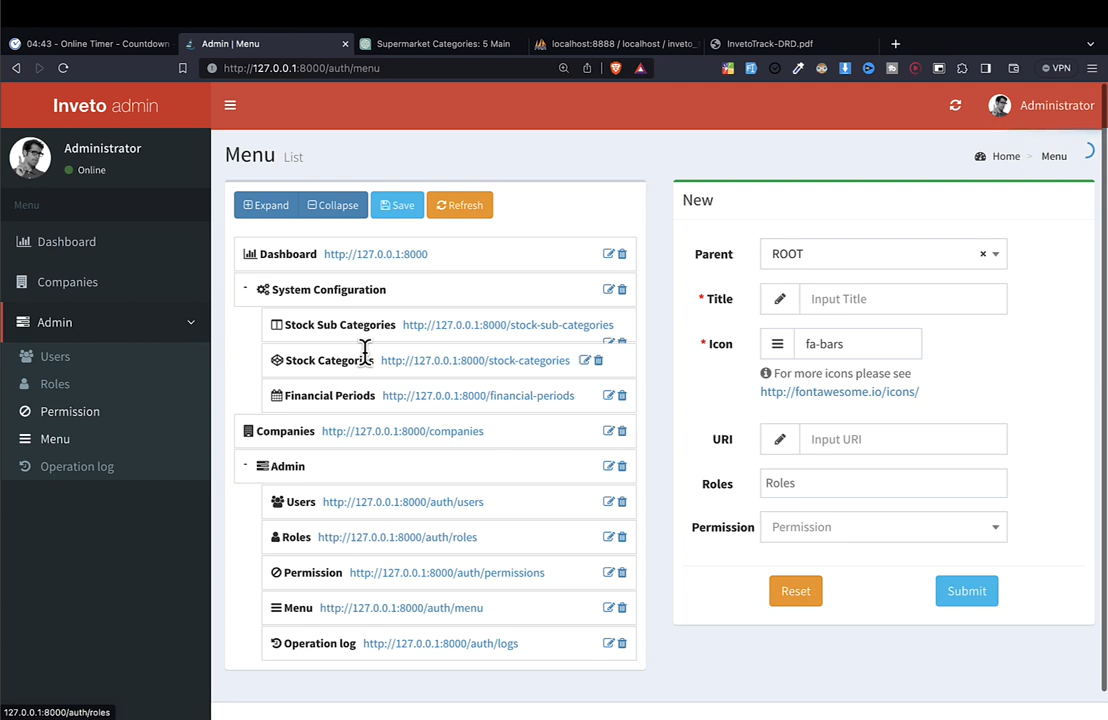 04:43 - Online Timer - Countdown
Admin | Menu
Supermarket Categories: 5 Main
localhost:8888 / localhost / inveto_
InvetoTrack-DRD.pdf
http://127.0.0.1:8000/auth/menu
VPN
Inveto admin
Administrator
Administrator
Online
Menu
Dashboard
Companies
Admin
Users
Roles
Permission
Menu
Operation log
Menu List
Home > Menu
Expand Collapse Save Refresh
Dashboard http://127.0.0.1:8000
System Configuration
Stock Sub Categories http://127.0.0.1:8000/stock-sub-categories
Stock Categories http://127.0.0.1:8000/stock-categories
Financial Periods http://127.0.0.1:8000/financial-periods
Companies http://127.0.0.1:8000/companies
Admin
Users http://127.0.0.1:8000/auth/users
Roles http://127.0.0.1:8000/auth/roles
Permission http://127.0.0.1:8000/auth/permissions
Menu http://127.0.0.1:8000/auth/menu
Operation log http://127.0.0.1:8000/auth/logs
New
Parent ROOT
* Title Input Title
* Icon fa-bars
For more icons please see
http://fontawesome.io/icons/
URI Input URI
Roles Roles
Permission Permission
Reset Submit
127.0.0.1:8000/auth/roles